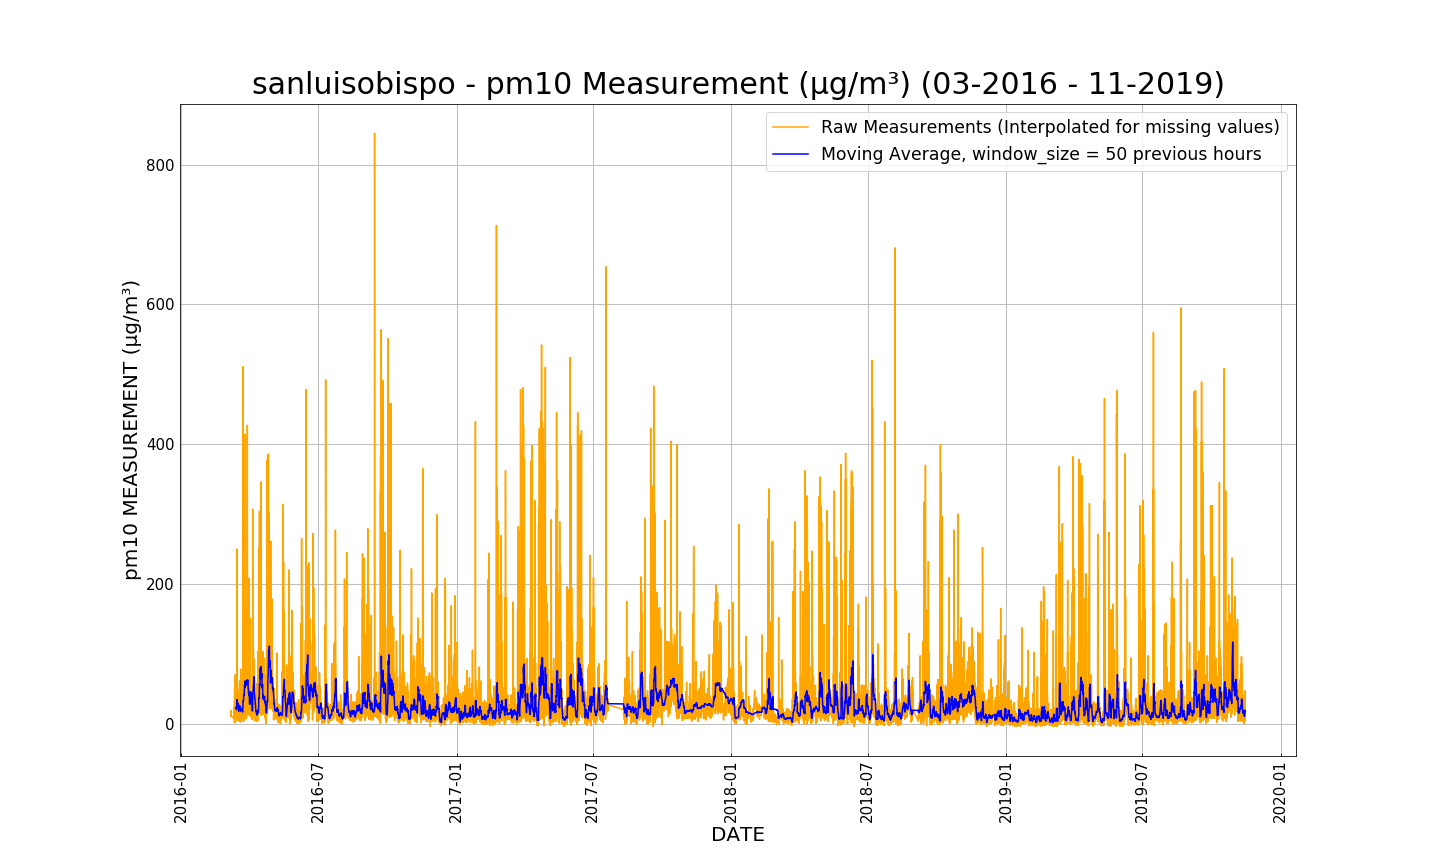 sanluisobispo - pm10 Measurement (μg/m³) (03-2016 - 11-2019)
Raw Measurements (Interpolated for missing values)
Moving Average, window_size = 50 previous hours
pm10 MEASUREMENT (μg/m³)
800
600
400
200
0
2016-01
2016-07
2017-01
2017-07
2018-01
2018-07
2019-01
2019-07
2020-01
DATE